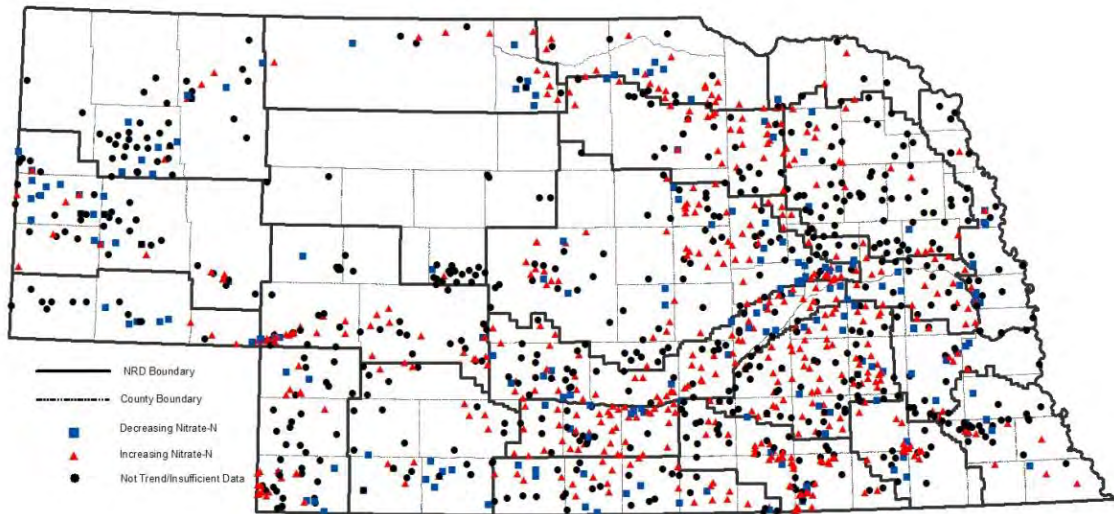 NRD Boundary
County Boundary
Decreasing Nitrate-N
Increasing Nitrate-N
Not Trend/Insufficient Data